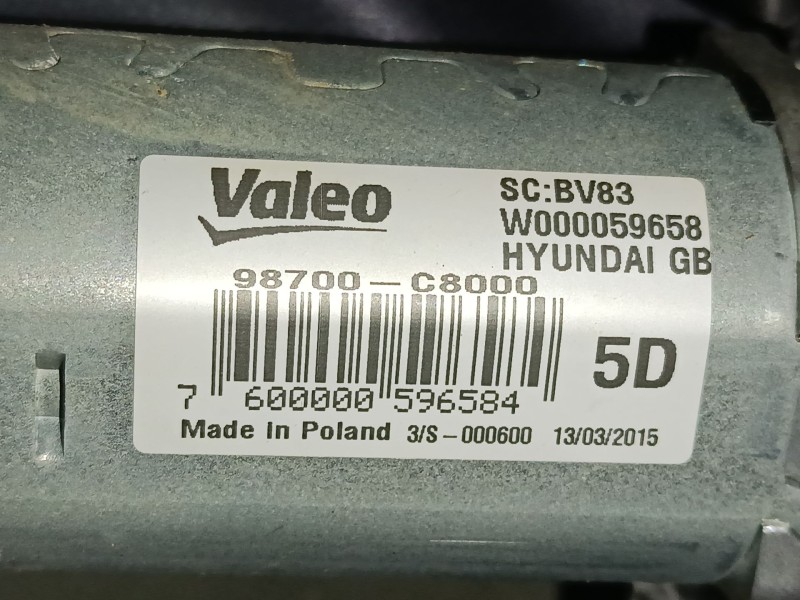 Valeo
SC:BV83
W000059658
HYUNDAI GB
98700-C8000
5D
7 600000 596584
Made in Poland 3/S-000600 13/03/2015